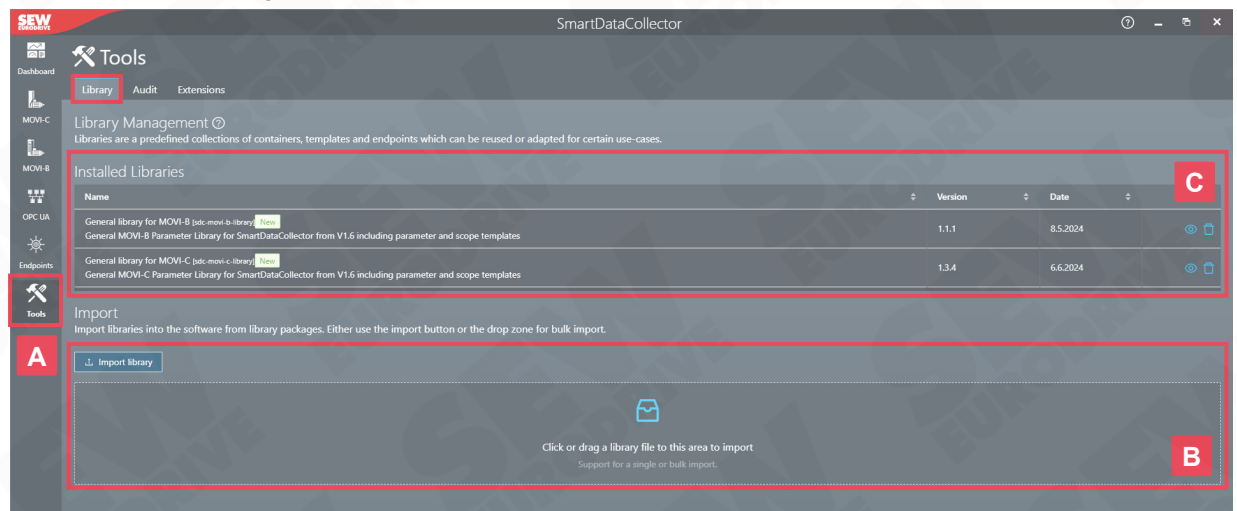 SEW
EURODRIVE
SmartDataCollector
Dashboard
Tools
Library Audit Extensions
MOVI-C
Library Management
Libraries are a predefined collections of containers, templates and endpoints which can be reused or adapted for certain use-cases.
MOVI-B
Installed Libraries
C
Name Version Date
OPC UA
General library for MOVI-B [sdc-movi-b-library] New
General MOVI-B Parameter Library for SmartDataCollector from V1.6 including parameter and scope templates
1.1.1 8.5.2024
Endpoints
General library for MOVI-C [sdc-movi-c-library] New
General MOVI-C Parameter Library for SmartDataCollector from V1.6 including parameter and scope templates
1.3.4 6.6.2024
Tools
Import
Import libraries into the software from library packages. Either use the import button or the drop zone for bulk import.
A
Import library
Click or drag a library file to this area to import
Support for a single or bulk import.
B